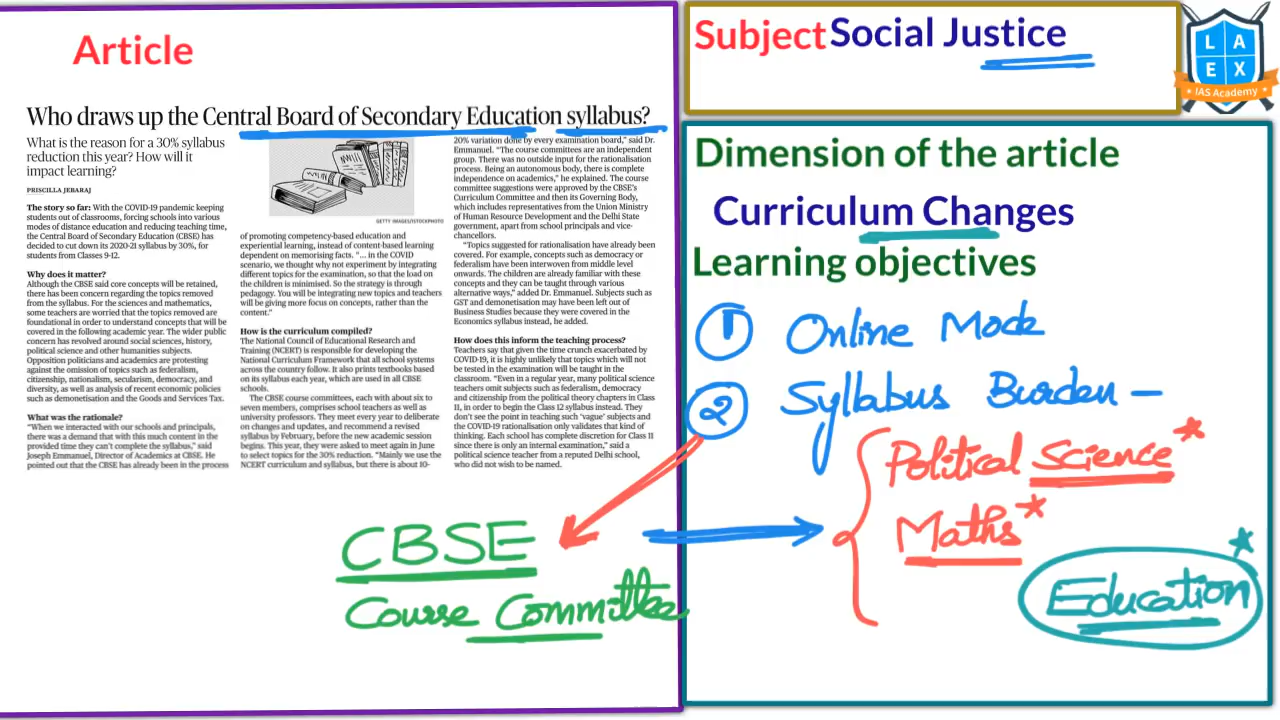 Article
Who draws up the Central Board of Secondary Education syllabus?
What is the reason for a 30% syllabus
reduction this year? How will it
impact learning?
PRISCILLA JEBARAJ
The story so far: With the COVID-19 pandemic keeping
students out of classrooms, forcing schools into various
modes of distance education and reducing teaching time,
the Central Board of Secondary Education (CBSE) has
decided to cut down its 2020-21 syllabus by 30%, for
students from Classes 9-12.
Why does it matter?
Although the CBSE said core concepts will be retained,
there has been concern regarding the topics removed
from the syllabus. For the sciences and mathematics,
some teachers are worried that the topics removed are
foundational in order to understand concepts that will be
covered in the following academic year. The wider public
concern has revolved around social sciences, history,
political science and other humanities subjects.
Opposition politicians and academics are protesting
against the omission of topics such as federalism,
citizenship, nationalism, secularism, democracy, and
diversity, as well as analysis of recent economic policies
such as demonetisation and the Goods and Services Tax.
What was the rationale?
“When we interacted with our schools and principals,
there was a demand that with this much content in the
provided time they can’t complete the syllabus,” said
Joseph Emmanuel, Director of Academics at CBSE. He
pointed out that the CBSE has already been in the process
GETTY IMAGES/ISTOCKPHOTO
of promoting competency-based education and
experiential learning, instead of content-based learning
dependent on memorising facts. “... in the COVID
scenario, we thought why not experiment by integrating
different topics for the examination, so that the load on
the children is minimised. So the strategy is through
pedagogy. You will be integrating new topics and teachers
will be giving more focus on concepts, rather than the
content.”
How is the curriculum compiled?
The National Council of Educational Research and
Training (NCERT) is responsible for developing the
National Curriculum Framework that all school systems
across the country follow. It also prints textbooks based
on its syllabus each year, which are used in all CBSE
schools.
The CBSE course committees, each with about six to
seven members, comprises school teachers as well as
university professors. They meet every year to deliberate
on changes and updates, and recommend a revised
syllabus by February, before the new academic session
begins. This year, they were asked to meet again in June
to select topics for the 30% reduction. “Mainly we use the
NCERT curriculum and syllabus, but there is about 10-
20% variation done by every examination board,” said Dr.
Emmanuel. “The course committees are an independent
group. There was no outside input for the rationalisation
process. Being an autonomous body, there is complete
independence on academics,” he explained. The course
committee suggestions were approved by the CBSE’s
Curriculum Committee and then its Governing Body,
which includes representatives from the Union Ministry
of Human Resource Development and the Delhi State
government, apart from school principals and vice-
chancellors.
“Topics suggested for rationalisation have already been
covered. For example, concepts such as democracy or
federalism have been interwoven from middle level
onwards. The children are already familiar with these
concepts and they can be taught through various
alternative ways,” added Dr. Emmanuel. Subjects such as
GST and demonetisation may have been left out of
Business Studies because they were covered in the
Economics syllabus instead, he added.
How does this inform the teaching process?
Teachers say that given the time crunch exacerbated by
COVID-19, it is highly unlikely that topics which will not
be tested in the examination will be taught in the
classroom. “Even in a regular year, many political science
teachers omit subjects such as federalism, democracy
and citizenship from the political theory chapters in Class
11, in order to begin the Class 12 syllabus instead. They
don’t see the point in teaching such ‘vague’ subjects and
the COVID-19 rationalisation only validates that kind of
thinking. Each school has complete discretion for Class 11
since there is only an internal examination,” said a
political science teacher from a reputed Delhi school,
who did not wish to be named.
CBSE
Course Committee
Subject Social Justice
L A
E X
IAS Academy
Dimension of the article
Curriculum Changes
Learning objectives
1 Online Mode
2 Syllabus Burden -
Political Science
Maths
Education